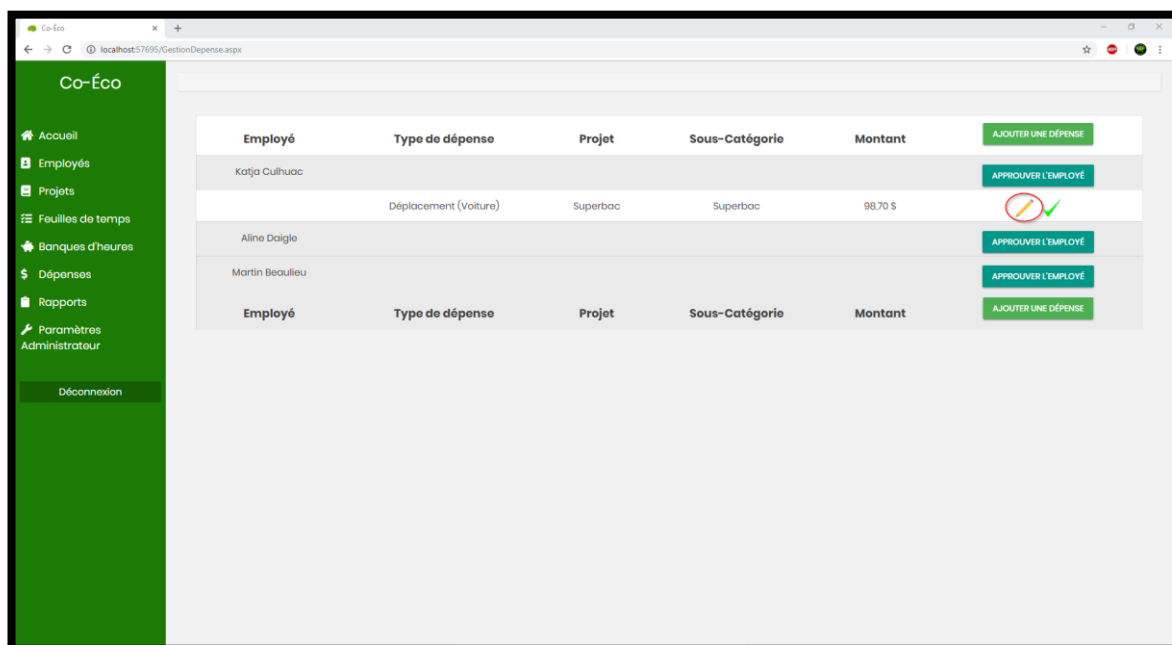 Co-Éco
localhost:57695/GestionDepense.aspx
Co-Éco
Accueil
Employés
Projets
Feuilles de temps
Banques d'heures
Dépenses
Rapports
Paramètres
Administrateur
Déconnexion
Employé Type de dépense Projet Sous-Catégorie Montant AJOUTER UNE DÉPENSE
Katja Culhuac APPROUVER L'EMPLOYÉ
Déplacement (Voiture) Superbac Superbac 98,70 $
Aline Daigle APPROUVER L'EMPLOYÉ
Martin Beaulieu APPROUVER L'EMPLOYÉ
Employé Type de dépense Projet Sous-Catégorie Montant AJOUTER UNE DÉPENSE